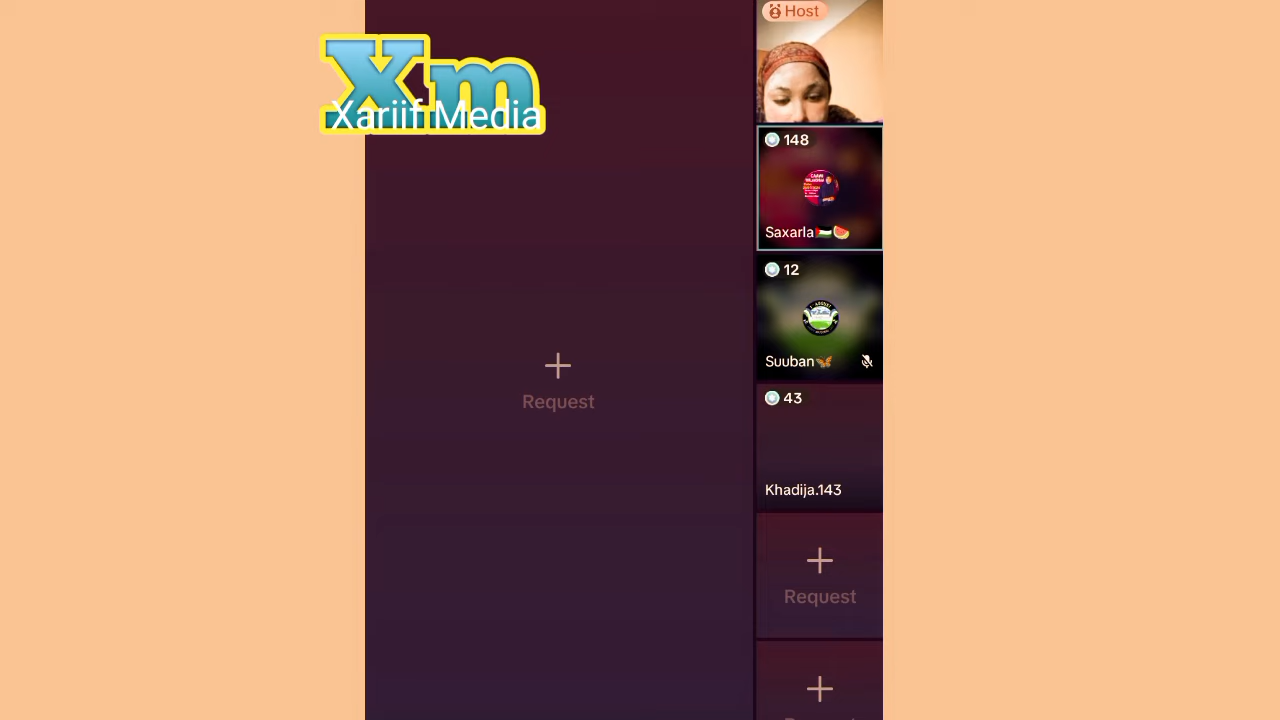 Xm
Xariif Media
Host
148
Saxarla🇵🇸🍉
12
Suuban🦋
43
Khadija.143
Request
Request